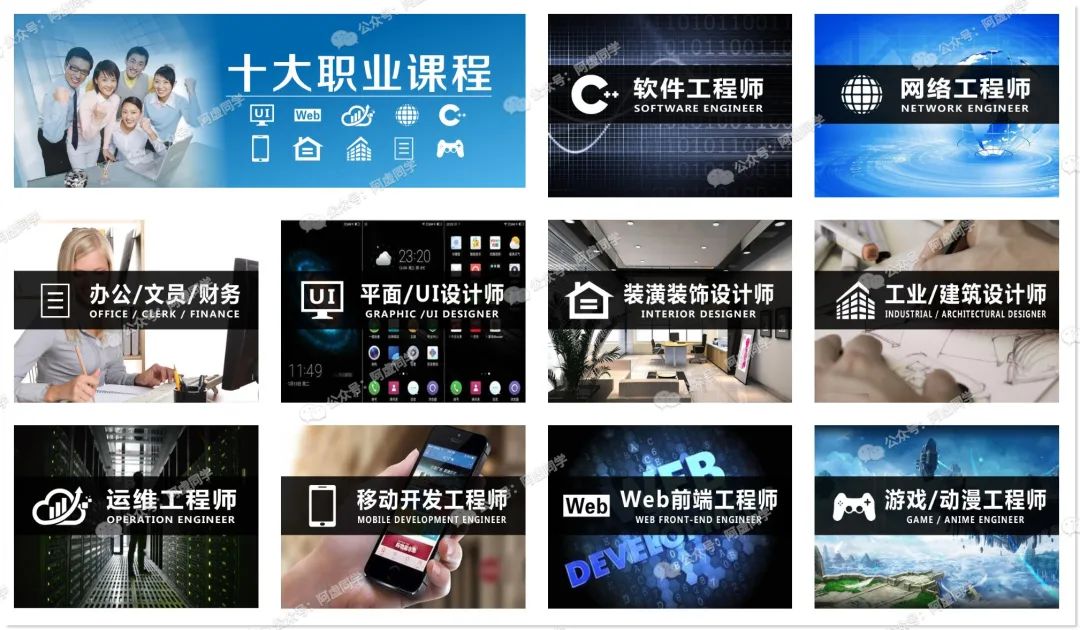 十大职业课程
UI
Web
C++
C++
软件工程师
SOFTWARE ENGINEER
网络工程师
NETWORK ENGINEER
办公/文员/财务
OFFICE / CLERK / FINANCE
23:20
11:49
UI
平面/UI设计师
GRAPHIC /UI DESIGNER
装潢装饰设计师
INTERIOR DESIGNER
工业/建筑设计师
INDUSTRIAL / ARCHITECTURAL DESIGNER
运维工程师
OPERATION ENGINEER
移动开发工程师
MOBILE DEVELOPMENT ENGINEER
WEB
Web
Web前端工程师
WEB FRONT-END ENGINEER
游戏/动漫工程师
GAME / ANIME ENGINEER
公众号：阿虚同学